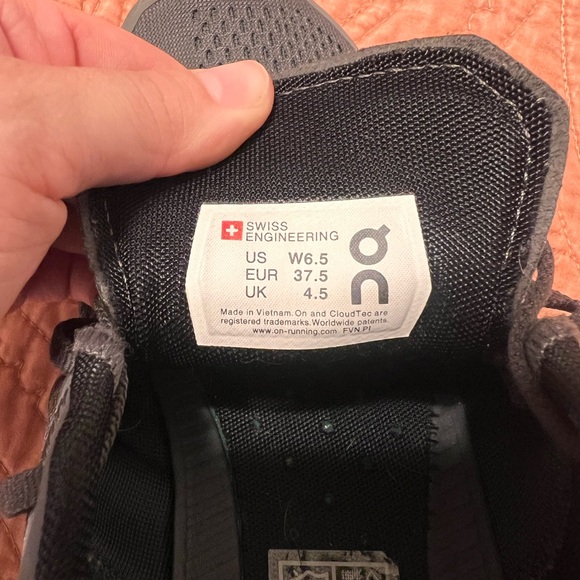 SWISS
ENGINEERING
US W6.5
EUR 37.5
UK 4.5
Made in Vietnam. On and CloudTec are
registered trademarks. Worldwide patents.
www.on-running.com FVN.PI